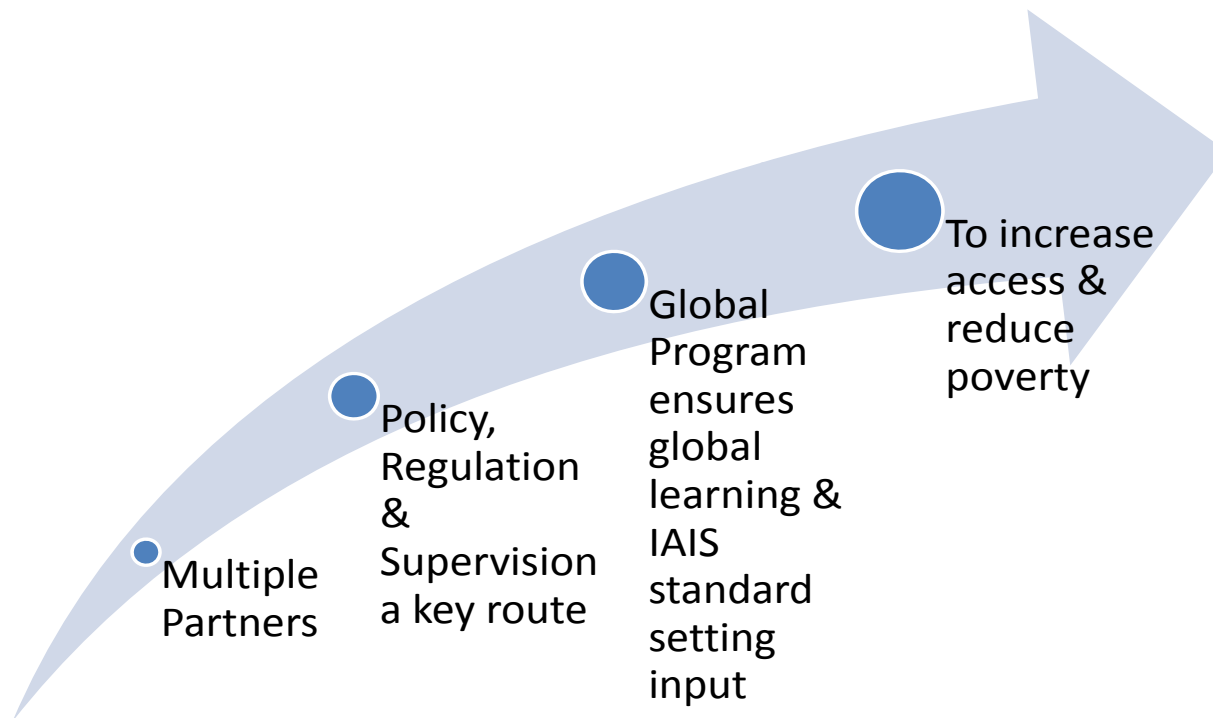 Multiple
Partners
Policy,
Regulation
&
Supervision
a key route
Global
Program
ensures
global
learning &
IAIS
standard
setting
input
To increase
access &
reduce
poverty